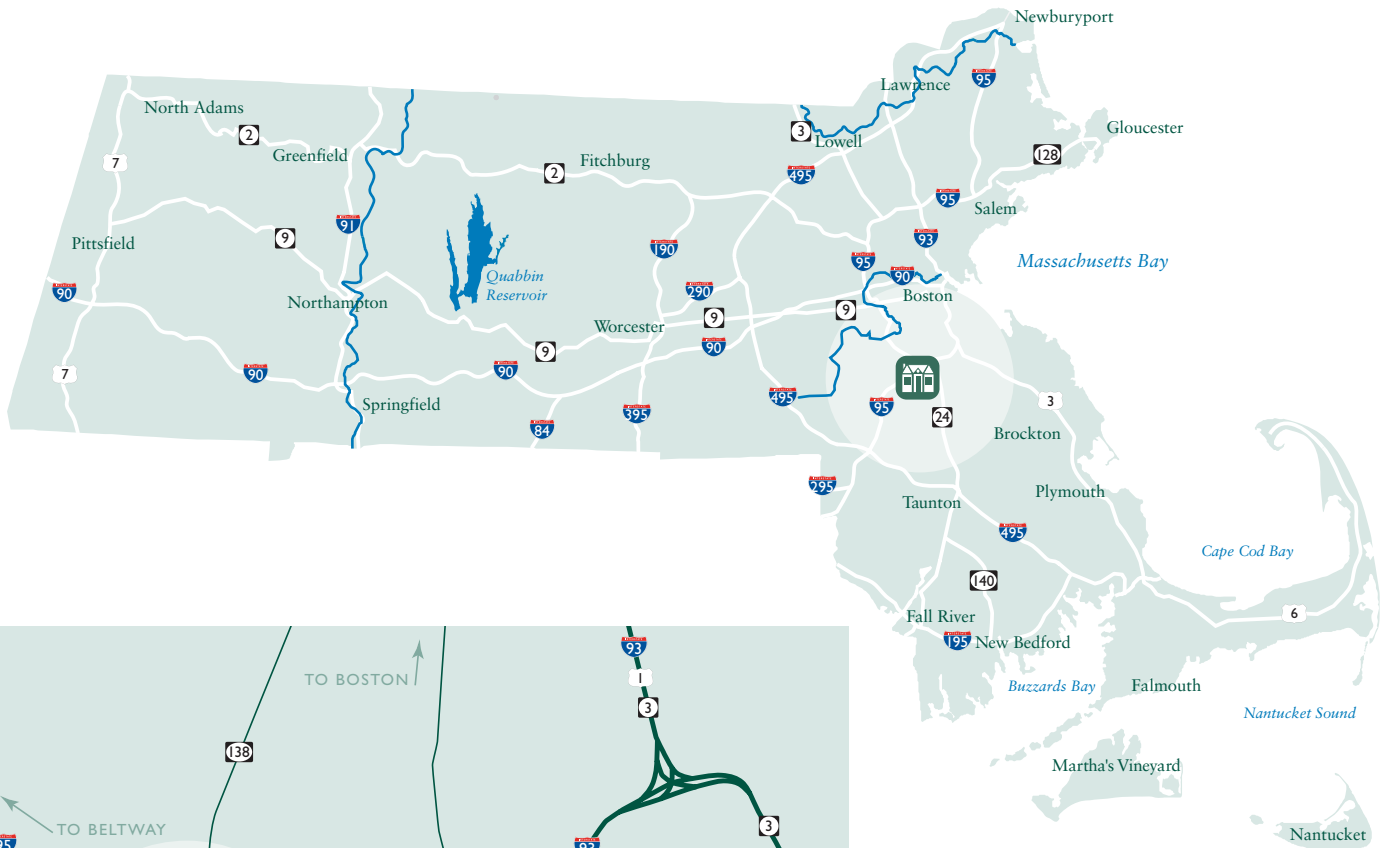 Newburyport
Lawrence
95
North Adams
2
3
Lowell
Gloucester
128
7
Greenfield
2
Fitchburg
495
95
Salem
91
9
190
93
Pittsfield
95
90
Massachusetts Bay
Quabbin
Reservoir
90
290
Boston
Northampton
Worcester
9
9
9
90
7
90
90
495
95
3
Springfield
395
84
24
Brockton
295
Taunton
Plymouth
495
Cape Cod Bay
140
6
Fall River
195
New Bedford
Buzzards Bay
Falmouth
Nantucket Sound
Martha's Vineyard
Nantucket
93
1
3
TO BOSTON
138
TO BELTWAY
3
93
95